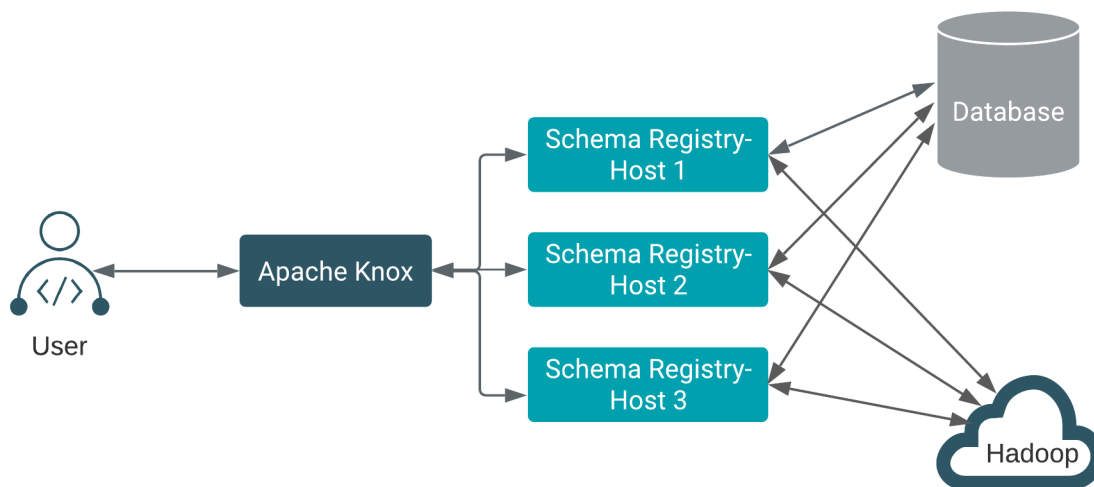 Database
Schema Registry-
Host 1
Schema Registry-
Host 2
Apache Knox
</>
User
Schema Registry-
Host 3
Hadoop